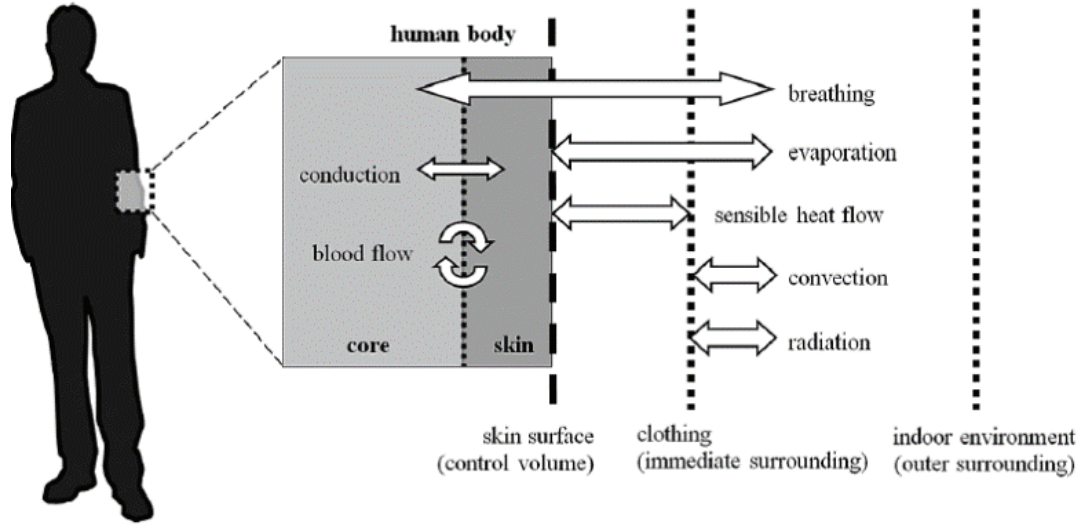 human body
breathing
evaporation
conduction
sensible heat flow
blood flow
convection
core
skin
radiation
skin surface
(control volume)
clothing
(immediate surrounding)
indoor environment
(outer surrounding)